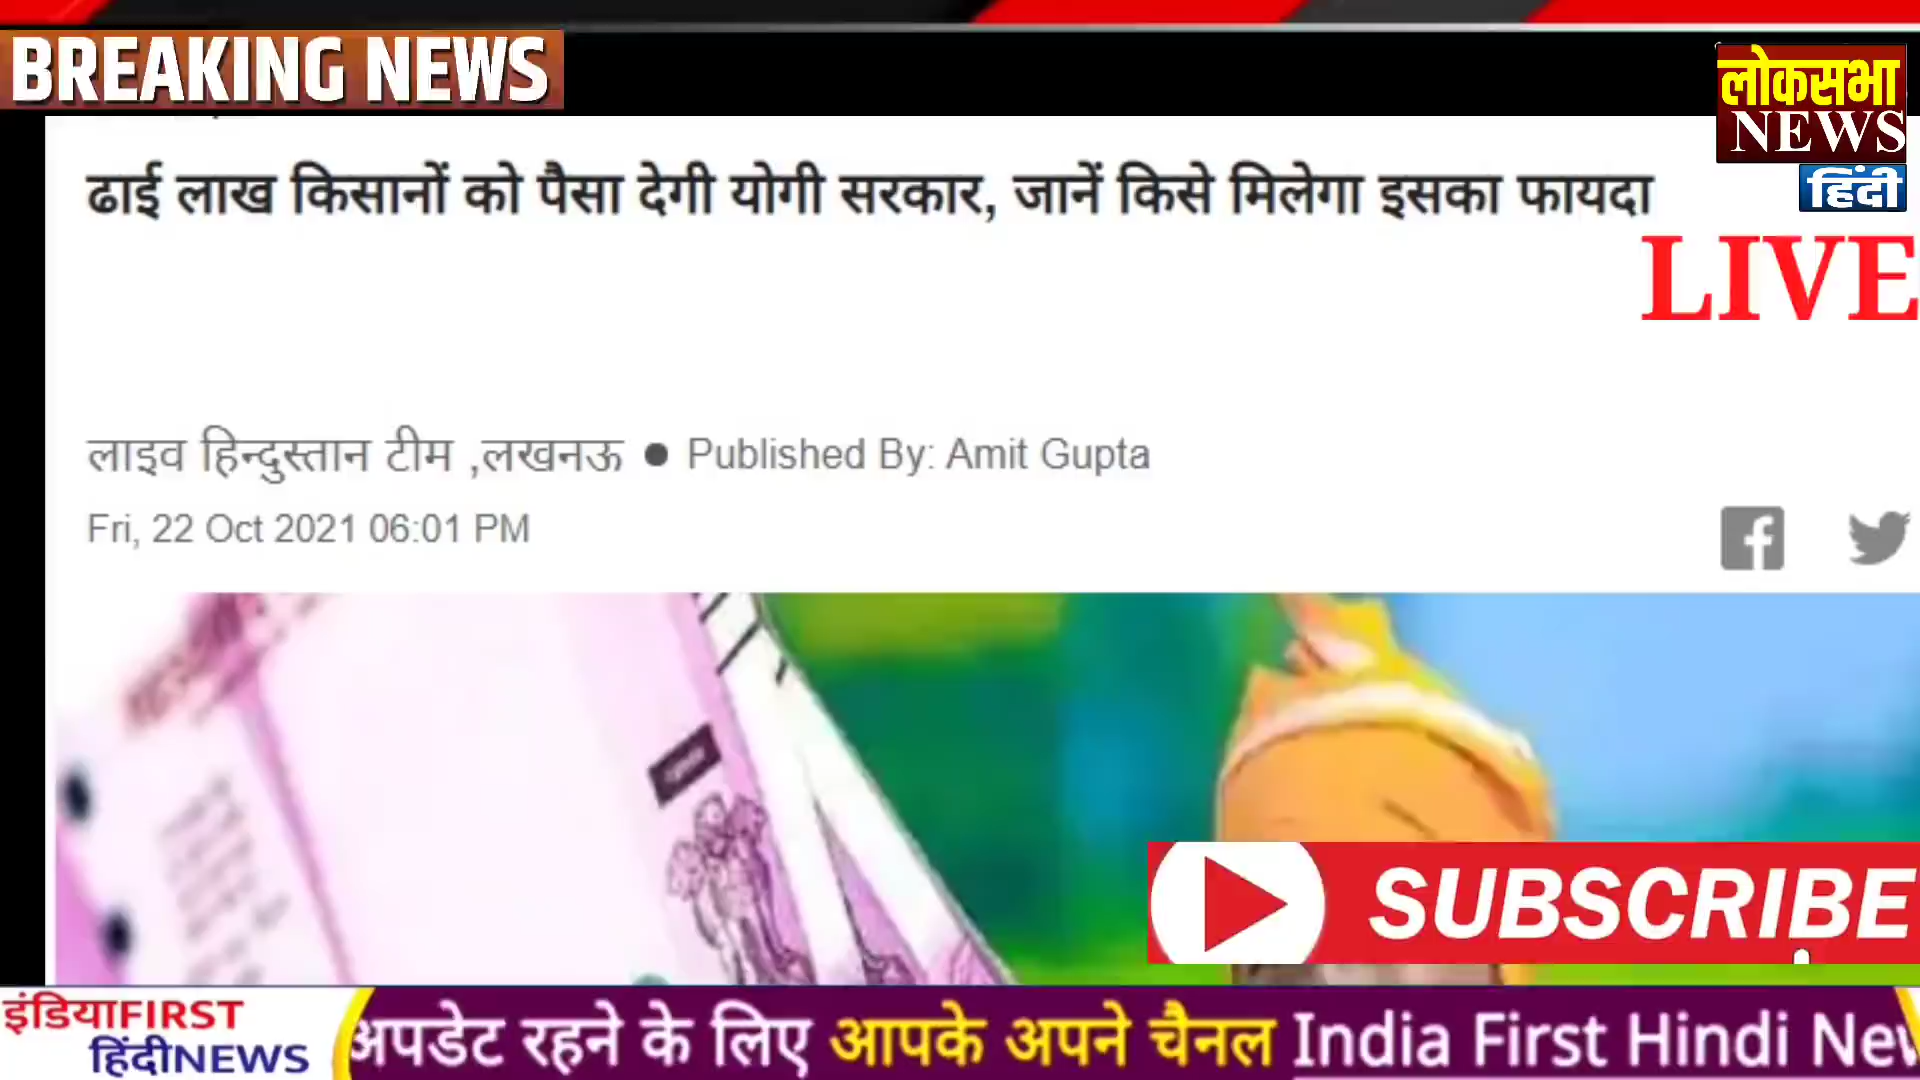 BREAKING NEWS
लोकसभा
NEWS
हिंदी
LIVE
ढाई लाख किसानों को पैसा देगी योगी सरकार, जानें किसे मिलेगा इसका फायदा
लाइव हिन्दुस्तान टीम ,लखनऊ ● Published By: Amit Gupta
Fri, 22 Oct 2021 06:01 PM
SUBSCRIBE
इंडियाFIRST
हिंदीNEWS
अपडेट रहने के लिए आपके अपने चैनल India First Hindi